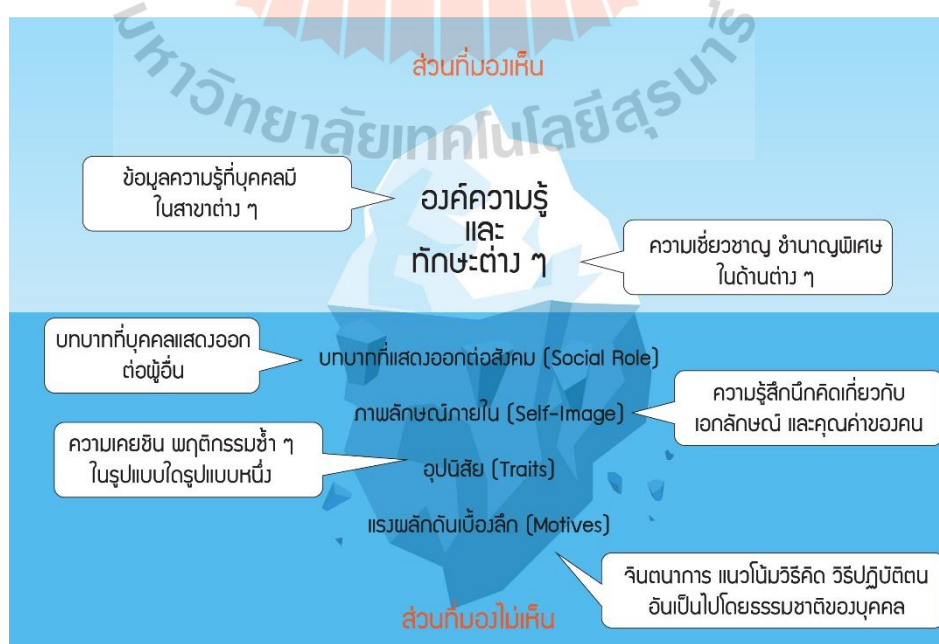 ส่วนที่มองเห็น
มหาวิทยาลัยเทคโนโลยีสุรนาร
ข้อมูลความรู้ที่บุคคลมี
ในสาขาต่าง ๆ
องค์ความรู้
และ
ทักษะต่าง ๆ
ความเชี่ยวชาญ ชำนาญพิเศษ
ในด้านต่าง ๆ
บทบาทที่บุคคลแสดงออก
ต่อผู้อื่น
บทบาทที่แสดงออกต่อสังคม (Social Role)
ภาพลักษณ์ภายใน (Self-Image)
ความรู้สึกนึกคิดเกี่ยวกับ
เอกลักษณ์ และคุณค่าของคน
ความเคยชิน พฤติกรรมซ้ำ ๆ
ในรูปแบบใดรูปแบบหนึ่ง
อุปนิสัย (Traits)
แรงผลักดันเบื้องลึก (Motives)
จินตนาการ แนวโน้มวิธีคิด วิธีปฏิบัติตน
อันเป็นไปโดยธรรมชาติของบุคคล
ส่วนที่มองไม่เห็น